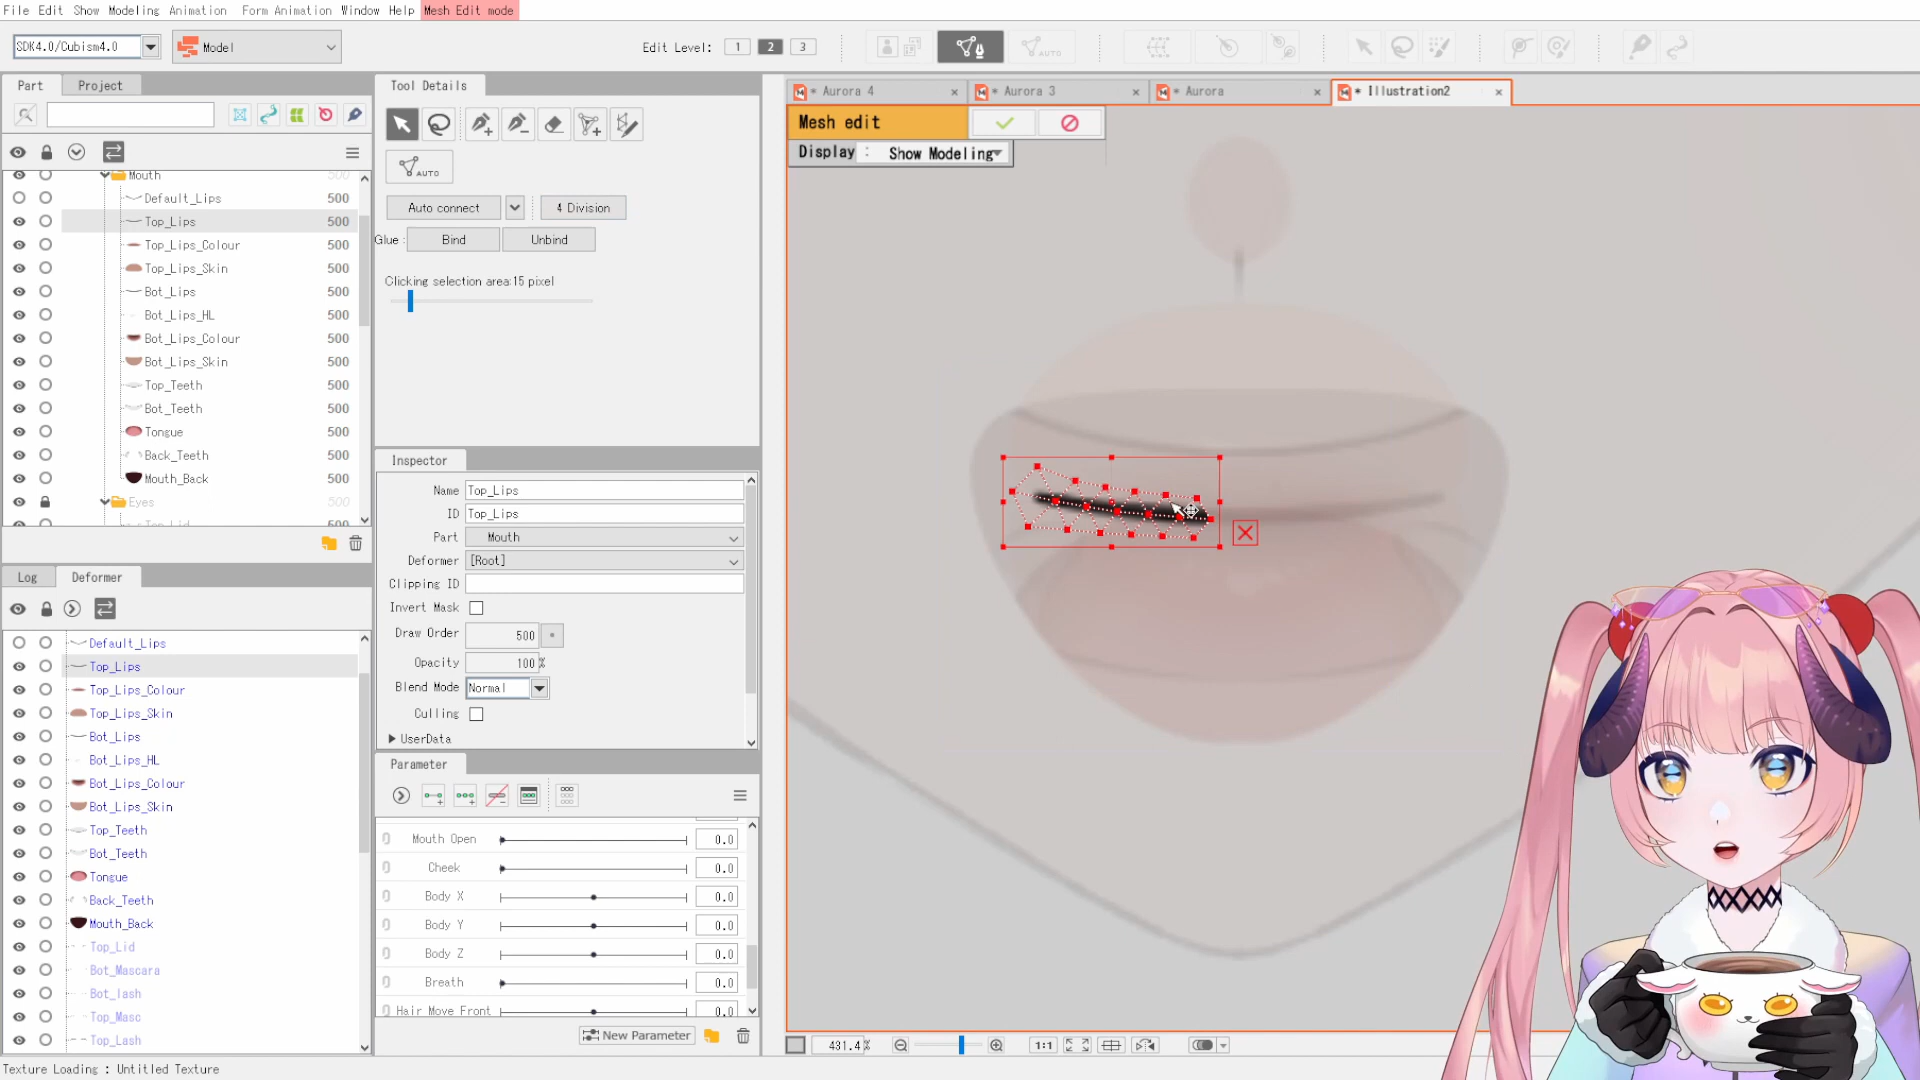 File Edit Show Modeling Animation Form Animation Window Help Mesh Edit mode
SDK4.0/Cubism4.0 Model Edit Level: 1 2 3 AUTO
Part Project Tool Details * Aurora 4 * Aurora 3 * Aurora * Illustration2
Mesh edit
Display : Show Modeling
AUTO
Auto connect 4 Division
Glue : Bind Unbind
Clicking selection area:15 pixel
Mouth 500
Default_Lips 500
Top_Lips 500
Top_Lips_Colour 500
Top_Lips_Skin 500
Bot_Lips 500
Bot_Lips_HL 500
Bot_Lips_Colour 500
Bot_Lips_Skin 500
Top_Teeth 500
Bot_Teeth 500
Tongue 500
Back_Teeth 500
Mouth_Back 500
Eyes 500
Top_Lid 500
Inspector
Name Top_Lips
ID Top_Lips
Part Mouth
Deformer [Root]
Clipping ID
Invert Mask
Draw Order 500
Opacity 100%
Blend Mode Normal
Culling
UserData
Log Deformer
Default_Lips
Top_Lips
Top_Lips_Colour
Top_Lips_Skin
Bot_Lips
Bot_Lips_HL
Bot_Lips_Colour
Bot_Lips_Skin
Top_Teeth
Bot_Teeth
Tongue
Back_Teeth
Mouth_Back
Top_Lid
Bot_Mascara
Bot_lash
Top_Masc
Top_Lash
Parameter
Mouth Open 0.0
Cheek 0.0
Body X 0.0
Body Y 0.0
Body Z 0.0
Breath 0.0
Hair Move Front 0.0
New Parameter
431.4% 1:1
Texture Loading : Untitled Texture